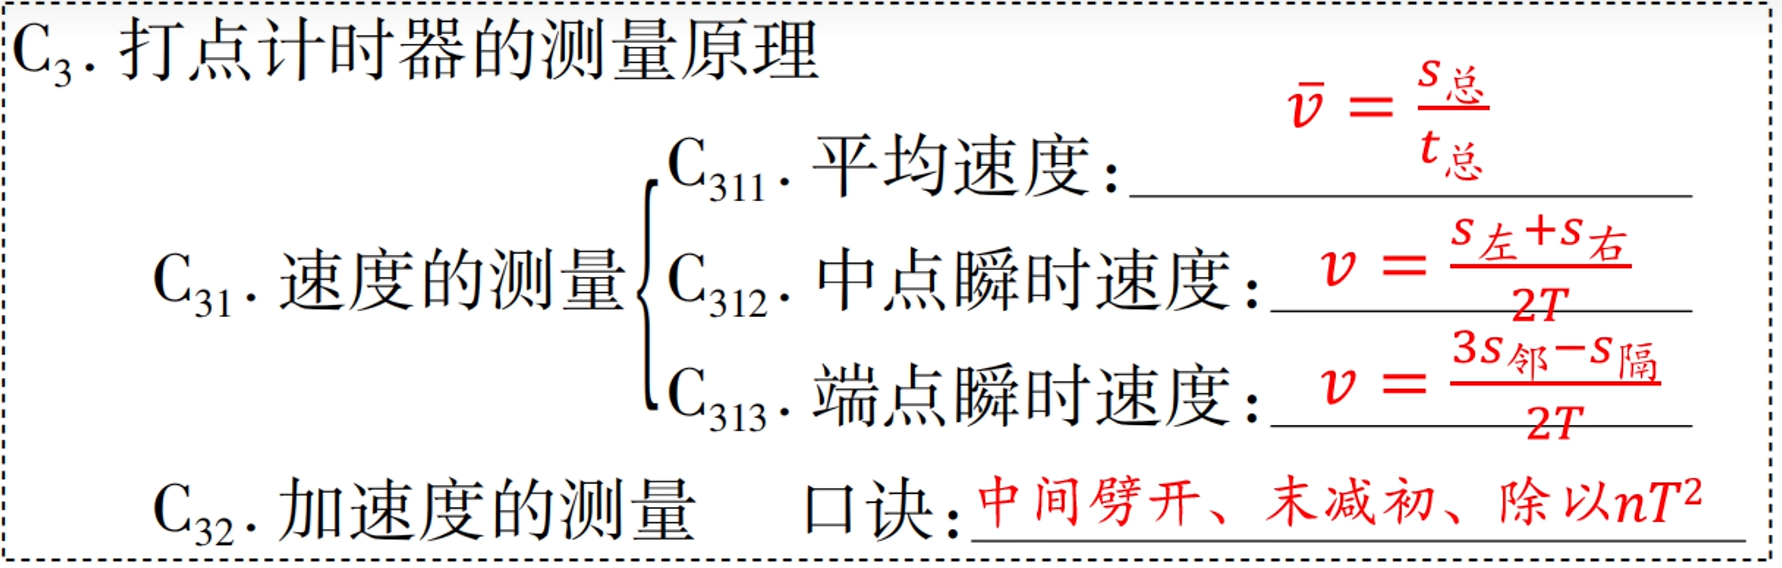 C₃. 打点计时器的测量原理
C₃₁. 速度的测量
C₃₁₁. 平均速度: v̄ = s总/t总
C₃₁₂. 中点瞬时速度: v = (s左+s右)/2T
C₃₁₃. 端点瞬时速度: v = (3s邻−s隔)/2T
C₃₂. 加速度的测量 口诀: 中间劈开、末减初、除以nT²